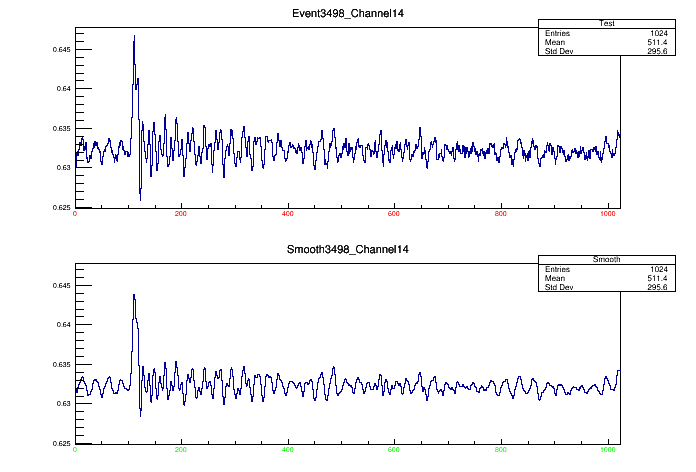 Event3498_Channel14
Test
Entries 1024
Mean 511.4
Std Dev 295.6
0.645
0.64
0.635
0.63
0.625
0 200 400 600 800 1000
Smooth3498_Channel14
Smooth
Entries 1024
Mean 511.4
Std Dev 295.6
0.645
0.64
0.635
0.63
0.625
0 200 400 600 800 1000